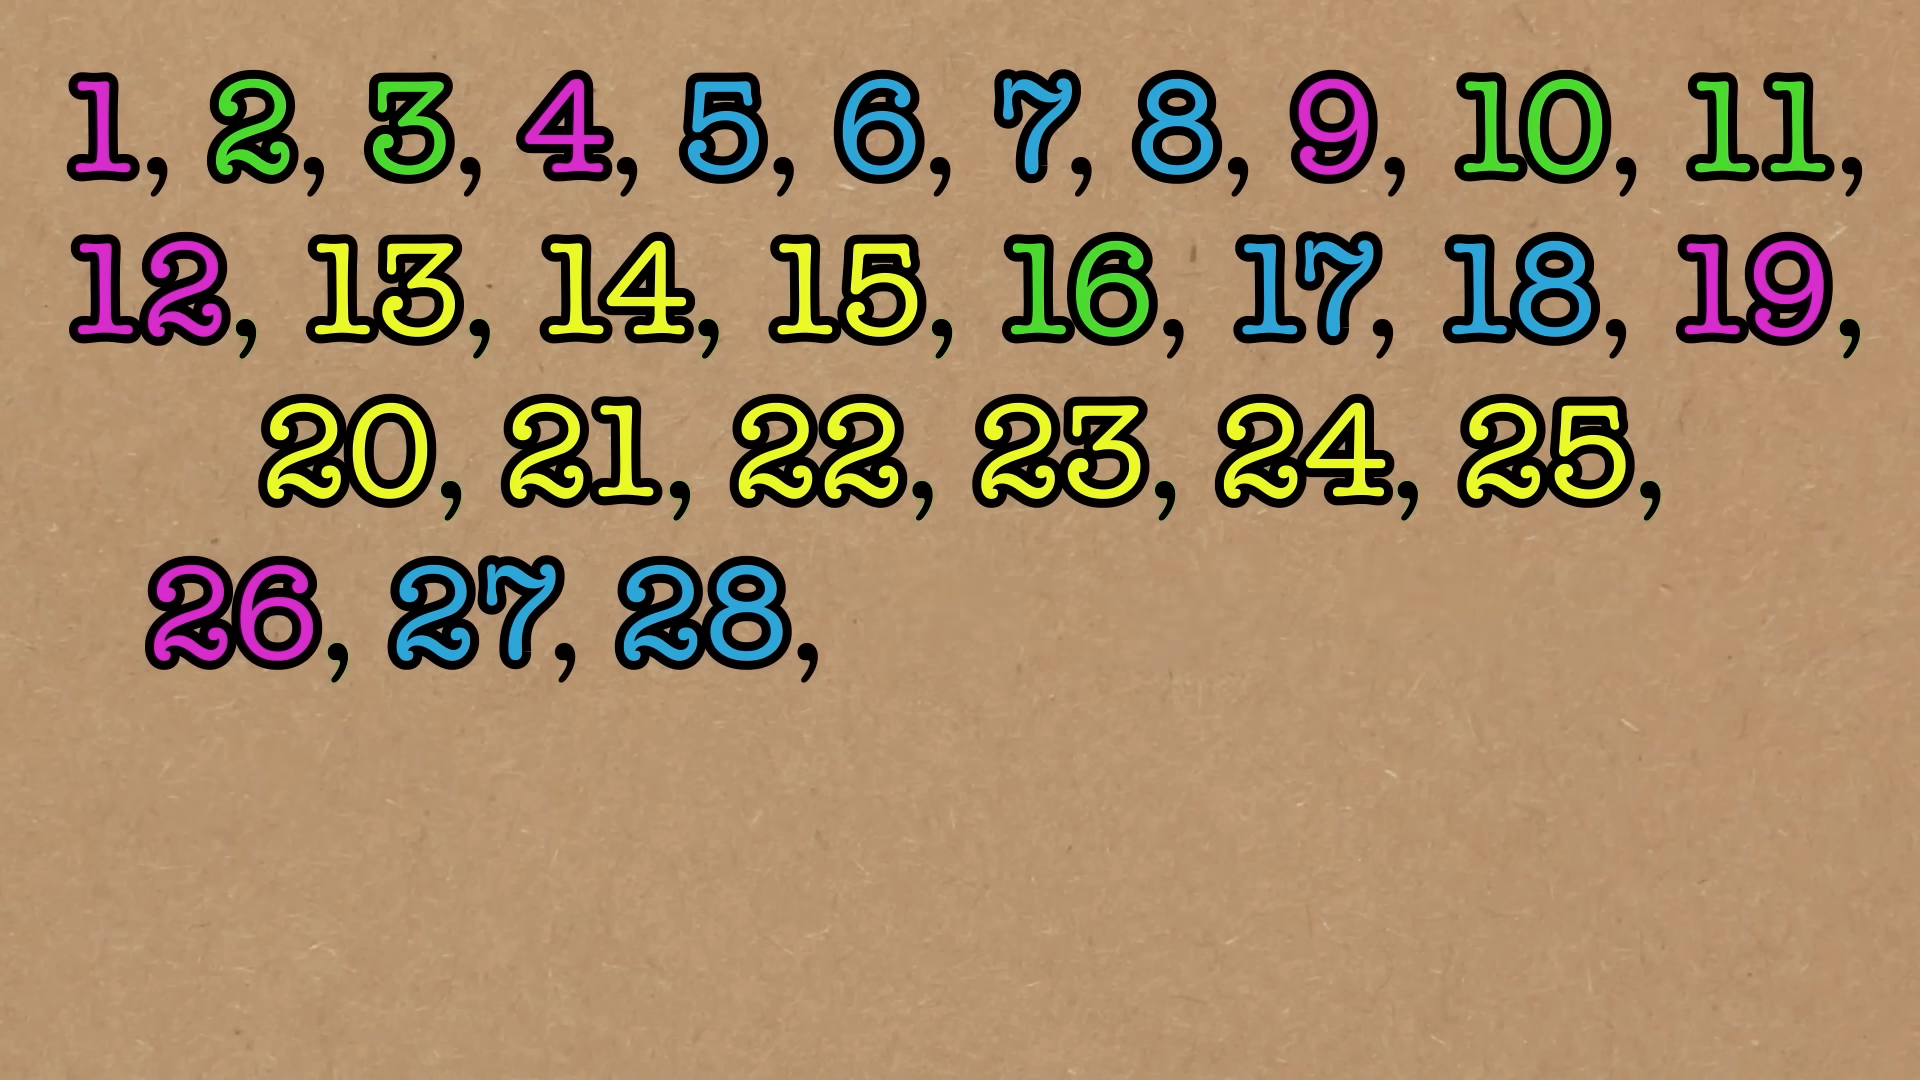 1, 2, 3, 4, 5, 6, 7, 8, 9, 10, 11,
12, 13, 14, 15, 16, 17, 18, 19,
20, 21, 22, 23, 24, 25,
26, 27, 28,